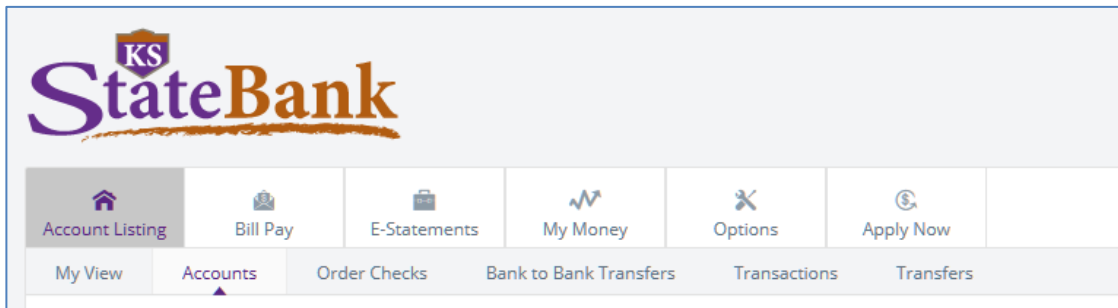 KS
StateBank
Account Listing Bill Pay E-Statements My Money Options Apply Now
My View Accounts Order Checks Bank to Bank Transfers Transactions Transfers